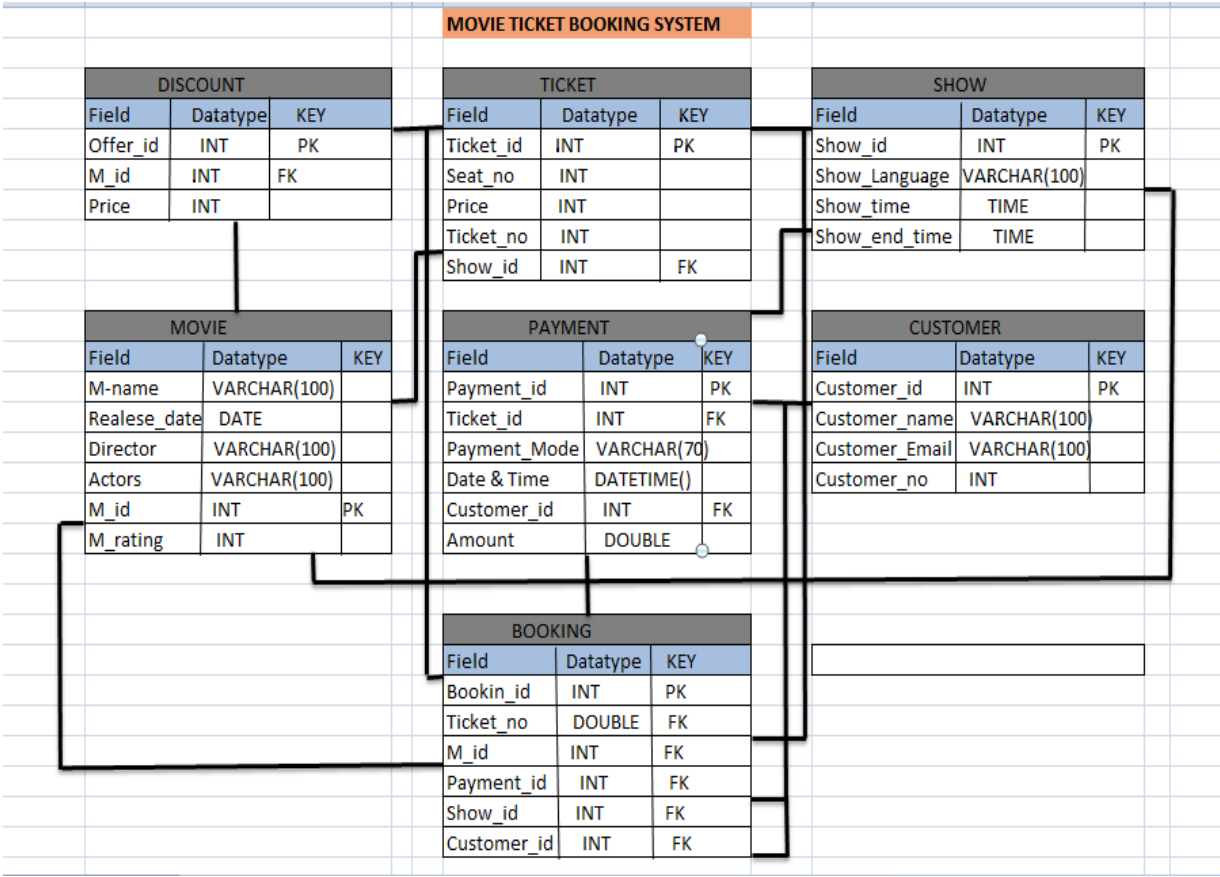 MOVIE TICKET BOOKING SYSTEM
DISCOUNT
Field Datatype KEY
Offer_id INT PK
M_id INT FK
Price INT
TICKET
Field Datatype KEY
Ticket_id INT PK
Seat_no INT
Price INT
Ticket_no INT
Show_id INT FK
SHOW
Field Datatype KEY
Show_id INT PK
Show_Language VARCHAR(100)
Show_time TIME
Show_end_time TIME
MOVIE
Field Datatype KEY
M-name VARCHAR(100)
Realese_date DATE
Director VARCHAR(100)
Actors VARCHAR(100)
M_id INT PK
M_rating INT
PAYMENT
Field Datatype KEY
Payment_id INT PK
Ticket_id INT FK
Payment_Mode VARCHAR(70)
Date & Time DATETIME()
Customer_id INT FK
Amount DOUBLE
CUSTOMER
Field Datatype KEY
Customer_id INT PK
Customer_name VARCHAR(100)
Customer_Email VARCHAR(100)
Customer_no INT
BOOKING
Field Datatype KEY
Bookin_id INT PK
Ticket_no DOUBLE FK
M_id INT FK
Payment_id INT FK
Show_id INT FK
Customer_id INT FK